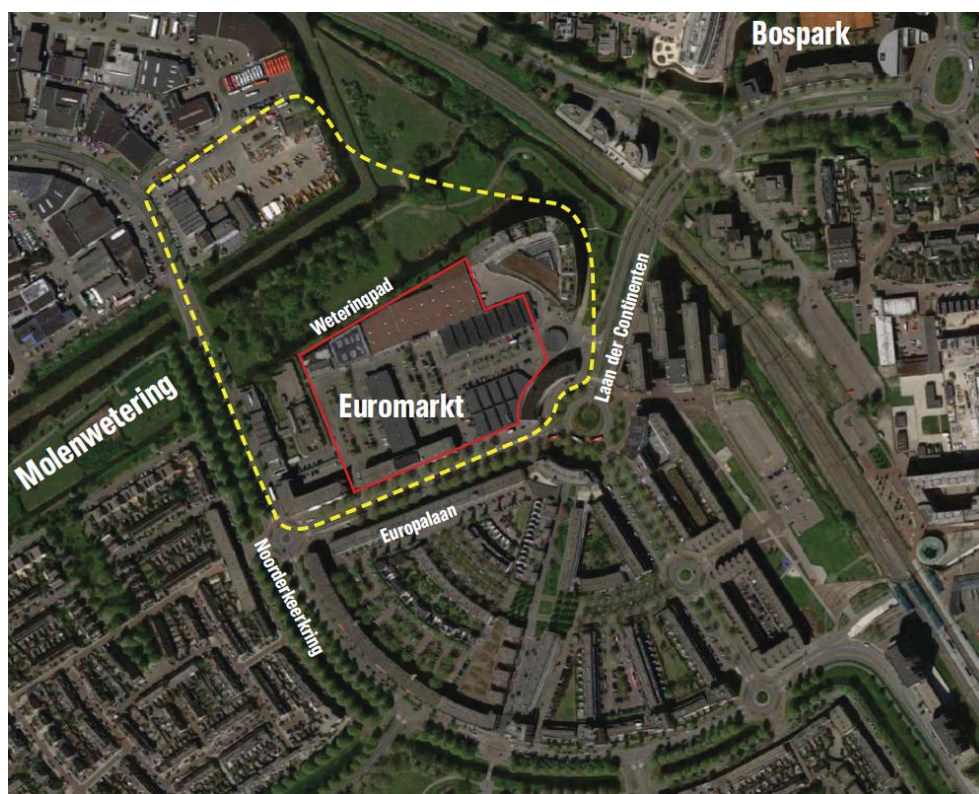 Bospark
Weteringpad
Laan der Continenten
Euromarkt
Molenwetering
Europalaan
Noorderkeerkring